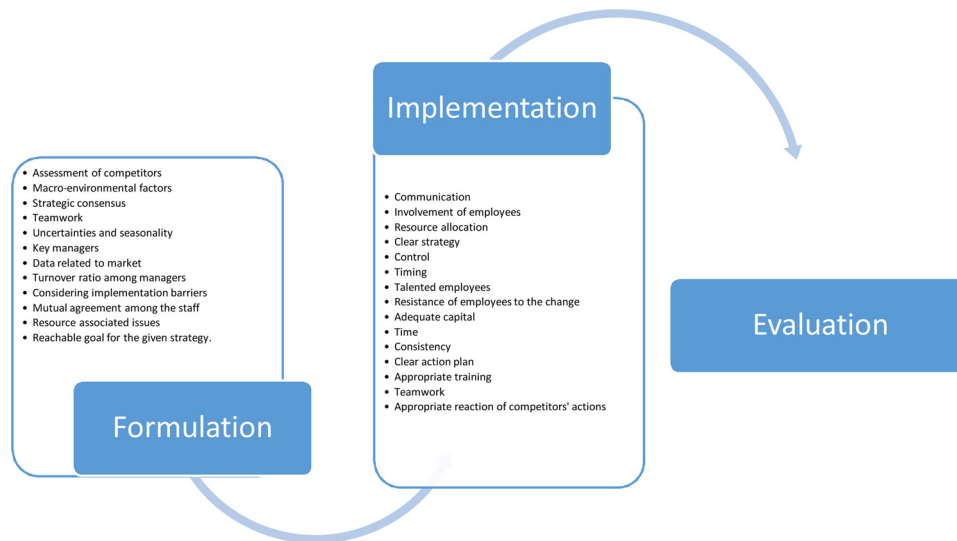 • Assessment of competitors
• Macro-environmental factors
• Strategic consensus
• Teamwork
• Uncertainties and seasonality
• Key managers
• Data related to market
• Turnover ratio among managers
• Considering implementation barriers
• Mutual agreement among the staff
• Resource associated issues
• Reachable goal for the given strategy.
Formulation
Implementation
• Communication
• Involvement of employees
• Resource allocation
• Clear strategy
• Control
• Timing
• Talented employees
• Resistance of employees to the change
• Adequate capital
• Time
• Consistency
• Clear action plan
• Appropriate training
• Teamwork
• Appropriate reaction of competitors' actions
Evaluation